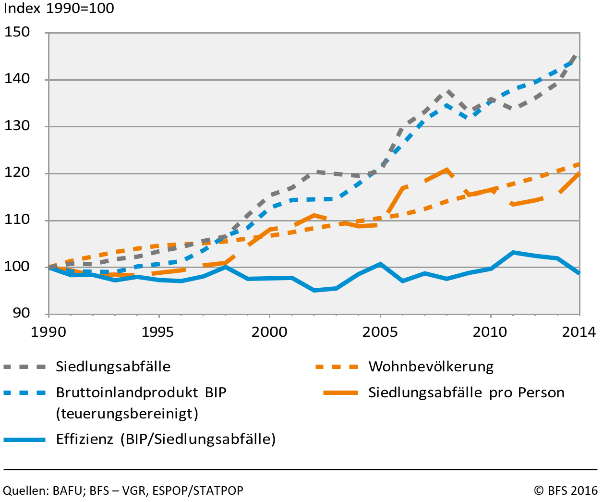 Index 1990=100
150
140
130
120
110
100
90
1990 1995 2000 2005 2010 2014
Siedlungsabfälle
Wohnbevölkerung
Bruttoinlandprodukt BIP
(teuerungsbereinigt)
Siedlungsabfälle pro Person
Effizienz (BIP/Siedlungsabfälle)
Quellen: BAFU; BFS – VGR, ESPOP/STATPOP
© BFS 2016